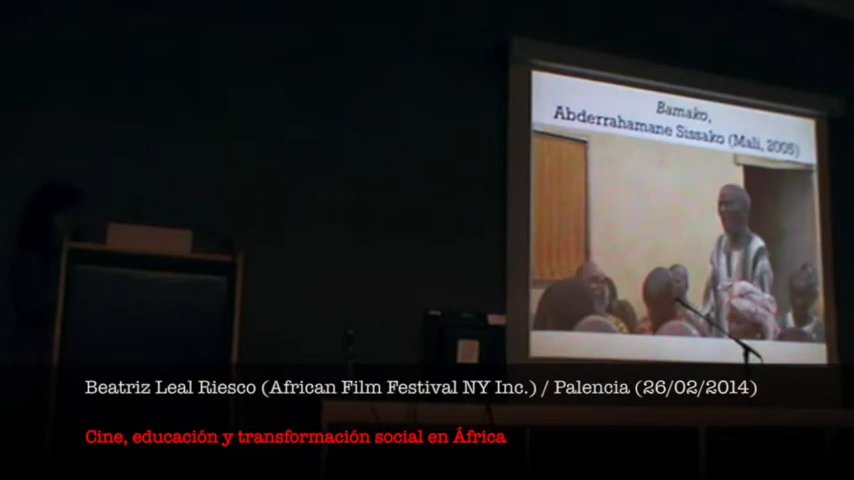 Bamako,
Abderrahamane Sissako (Mali, 2005)
Beatriz Leal Riesco (African Film Festival NY Inc.) / Palencia (26/02/2014)
Cine, educación y transformación social en África